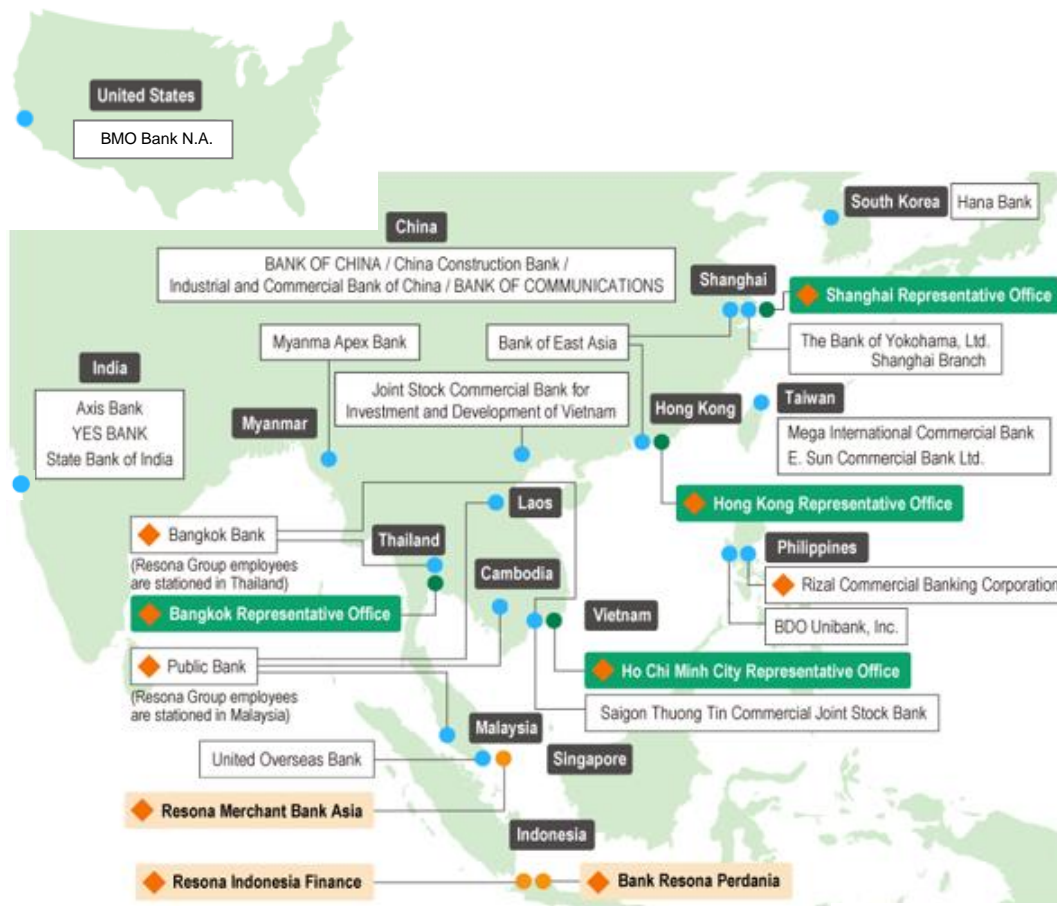 United States
BMO Bank N.A.
South Korea
Hana Bank
China
BANK OF CHINA / China Construction Bank /
Industrial and Commercial Bank of China / BANK OF COMMUNICATIONS
Shanghai
Shanghai Representative Office
The Bank of Yokohama, Ltd.
Shanghai Branch
Myanma Apex Bank
Bank of East Asia
India
Axis Bank
YES BANK
State Bank of India
Joint Stock Commercial Bank for
Investment and Development of Vietnam
Myanmar
Hong Kong
Taiwan
Mega International Commercial Bank
E. Sun Commercial Bank Ltd.
Laos
Hong Kong Representative Office
Bangkok Bank
(Resona Group employees
are stationed in Thailand)
Thailand
Bangkok Representative Office
Cambodia
Philippines
Rizal Commercial Banking Corporation
BDO Unibank, Inc.
Vietnam
Public Bank
(Resona Group employees
are stationed in Malaysia)
Ho Chi Minh City Representative Office
Saigon Thuong Tin Commercial Joint Stock Bank
Malaysia
United Overseas Bank
Singapore
Resona Merchant Bank Asia
Indonesia
Resona Indonesia Finance
Bank Resona Perdania